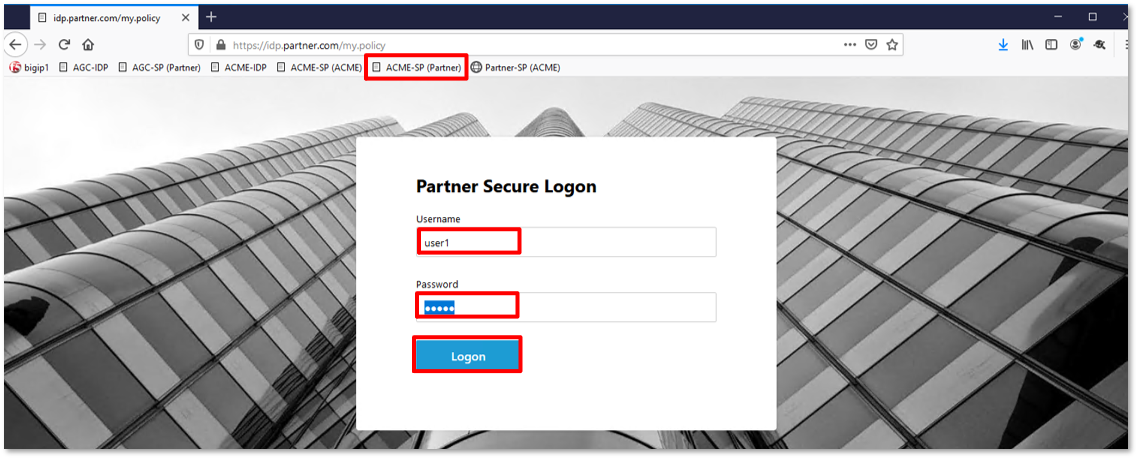 idp.partner.com/my.policy
https://idp.partner.com/my.policy
bigip1 AGC-IDP AGC-SP (Partner) ACME-IDP ACME-SP (ACME) ACME-SP (Partner) Partner-SP (ACME)
Partner Secure Logon
Username
user1
Password
●●●●●
Logon